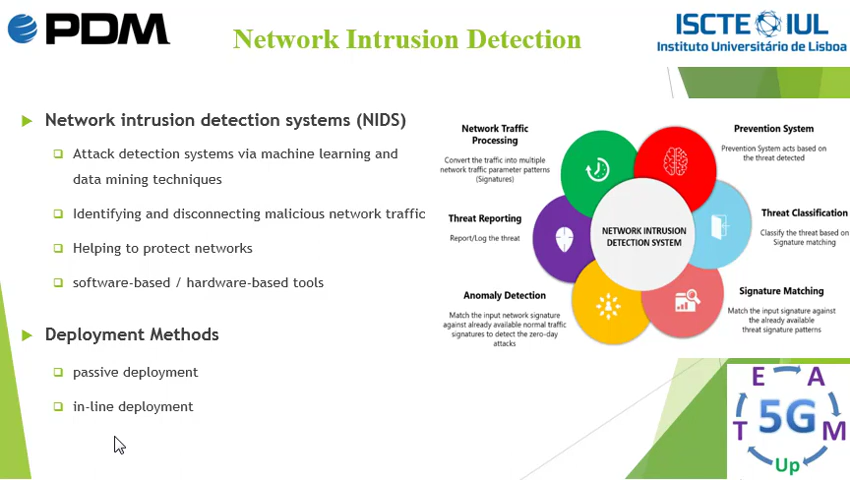 PDM
Network Intrusion Detection
ISCTE IUL
Instituto Universitário de Lisboa
Network intrusion detection systems (NIDS)
Attack detection systems via machine learning and
data mining techniques
Identifying and disconnecting malicious network traffic
Helping to protect networks
software-based / hardware-based tools
Deployment Methods
passive deployment
in-line deployment
Network Traffic
Processing
Convert the traffic into multiple
network traffic parameter patterns
(Signatures)
Threat Reporting
Report/Log the threat
Anomaly Detection
Match the input network signature
against already available normal traffic
signatures to detect the zero-day
attacks
NETWORK INTRUSION
DETECTION SYSTEM
Prevention System
Prevention System acts based on
the threat detected
Threat Classification
Classify the threat based on
Signature matching
Signature Matching
Match the input signature against
the already available
threat signature patterns
E A
T 5G M
Up